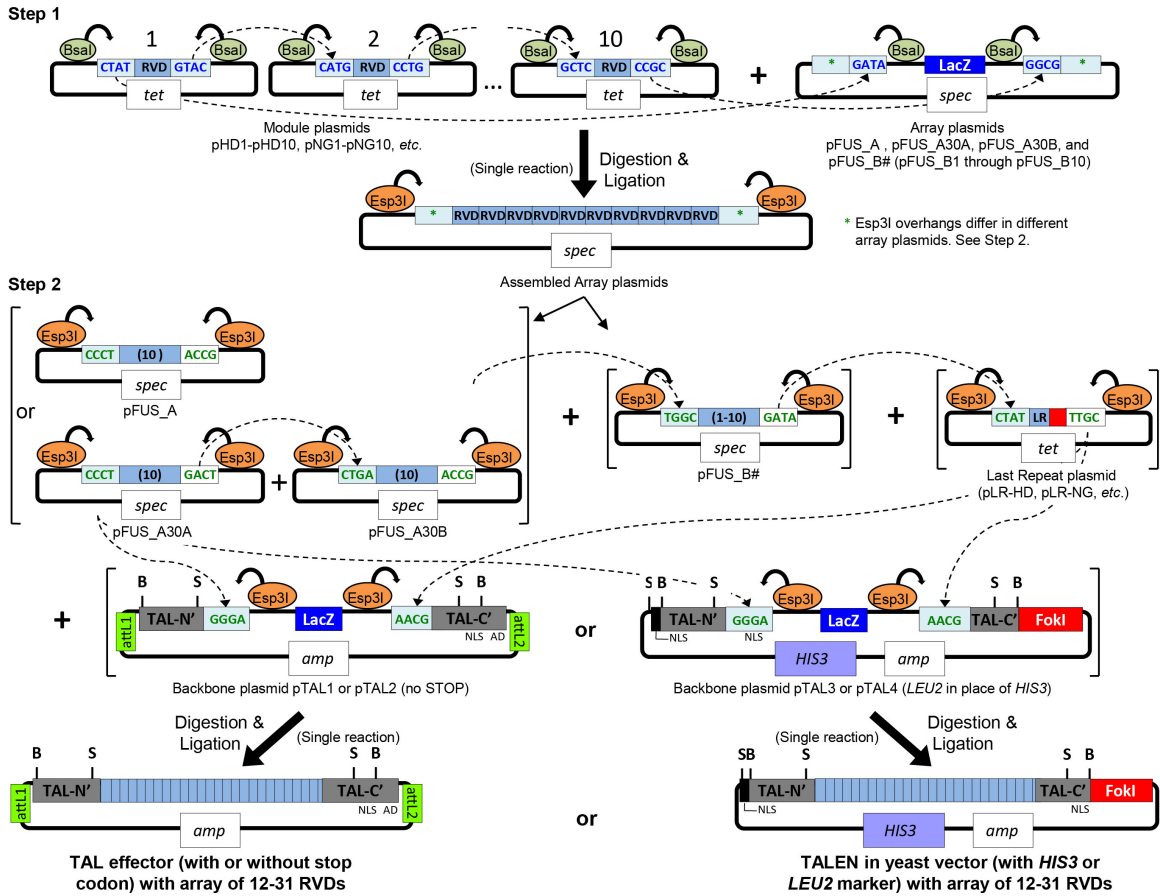 Step 1
1
2
10
BsaI BsaI BsaI BsaI BsaI BsaI BsaI BsaI
CTAT RVD GTAC
CATG RVD CCTG
GCTC RVD CCGC
* GATA LacZ GGCG *
tet
tet
...
tet
+
spec
Module plasmids
pHD1-pHD10, pNG1-pNG10, etc.
Array plasmids
pFUS_A , pFUS_A30A, pFUS_A30B, and
pFUS_B# (pFUS_B1 through pFUS_B10)
(Single reaction)
Digestion &
Ligation
Esp3I Esp3I
* RVDRVDRVDRVDRVDRVDRVDRVDRVDRVD *
spec
* Esp3I overhangs differ in different
array plasmids. See Step 2.
Assembled Array plasmids
Step 2
Esp3I Esp3I
CCCT (10 ) ACCG
spec
pFUS_A
or
Esp3I Esp3I
CCCT (10) GACT
spec
pFUS_A30A
+
Esp3I Esp3I
CTGA (10) ACCG
spec
pFUS_A30B
+
Esp3I Esp3I
TGGC (1-10) GATA
spec
pFUS_B#
+
Esp3I Esp3I
CTAT LR TTGC
tet
Last Repeat plasmid
(pLR-HD, pLR-NG, etc.)
+
B S Esp3I Esp3I S B
attL1 TAL-N' GGGA LacZ AACG TAL-C' attL2
NLS AD
amp
Backbone plasmid pTAL1 or pTAL2 (no STOP)
or
S B S Esp3I Esp3I S B
TAL-N' GGGA LacZ AACG TAL-C' FokI
NLS NLS
HIS3 amp
Backbone plasmid pTAL3 or pTAL4 (LEU2 in place of HIS3)
Digestion &
Ligation
(Single reaction)
(Single reaction)
Digestion &
Ligation
B S S B
attL1 TAL-N' TAL-C' attL2
NLS AD
amp
TAL effector (with or without stop
codon) with array of 12-31 RVDs
or
SB S S B
TAL-N' TAL-C' FokI
NLS NLS
HIS3 amp
TALEN in yeast vector (with HIS3 or
LEU2 marker) with array of 12-31 RVDs